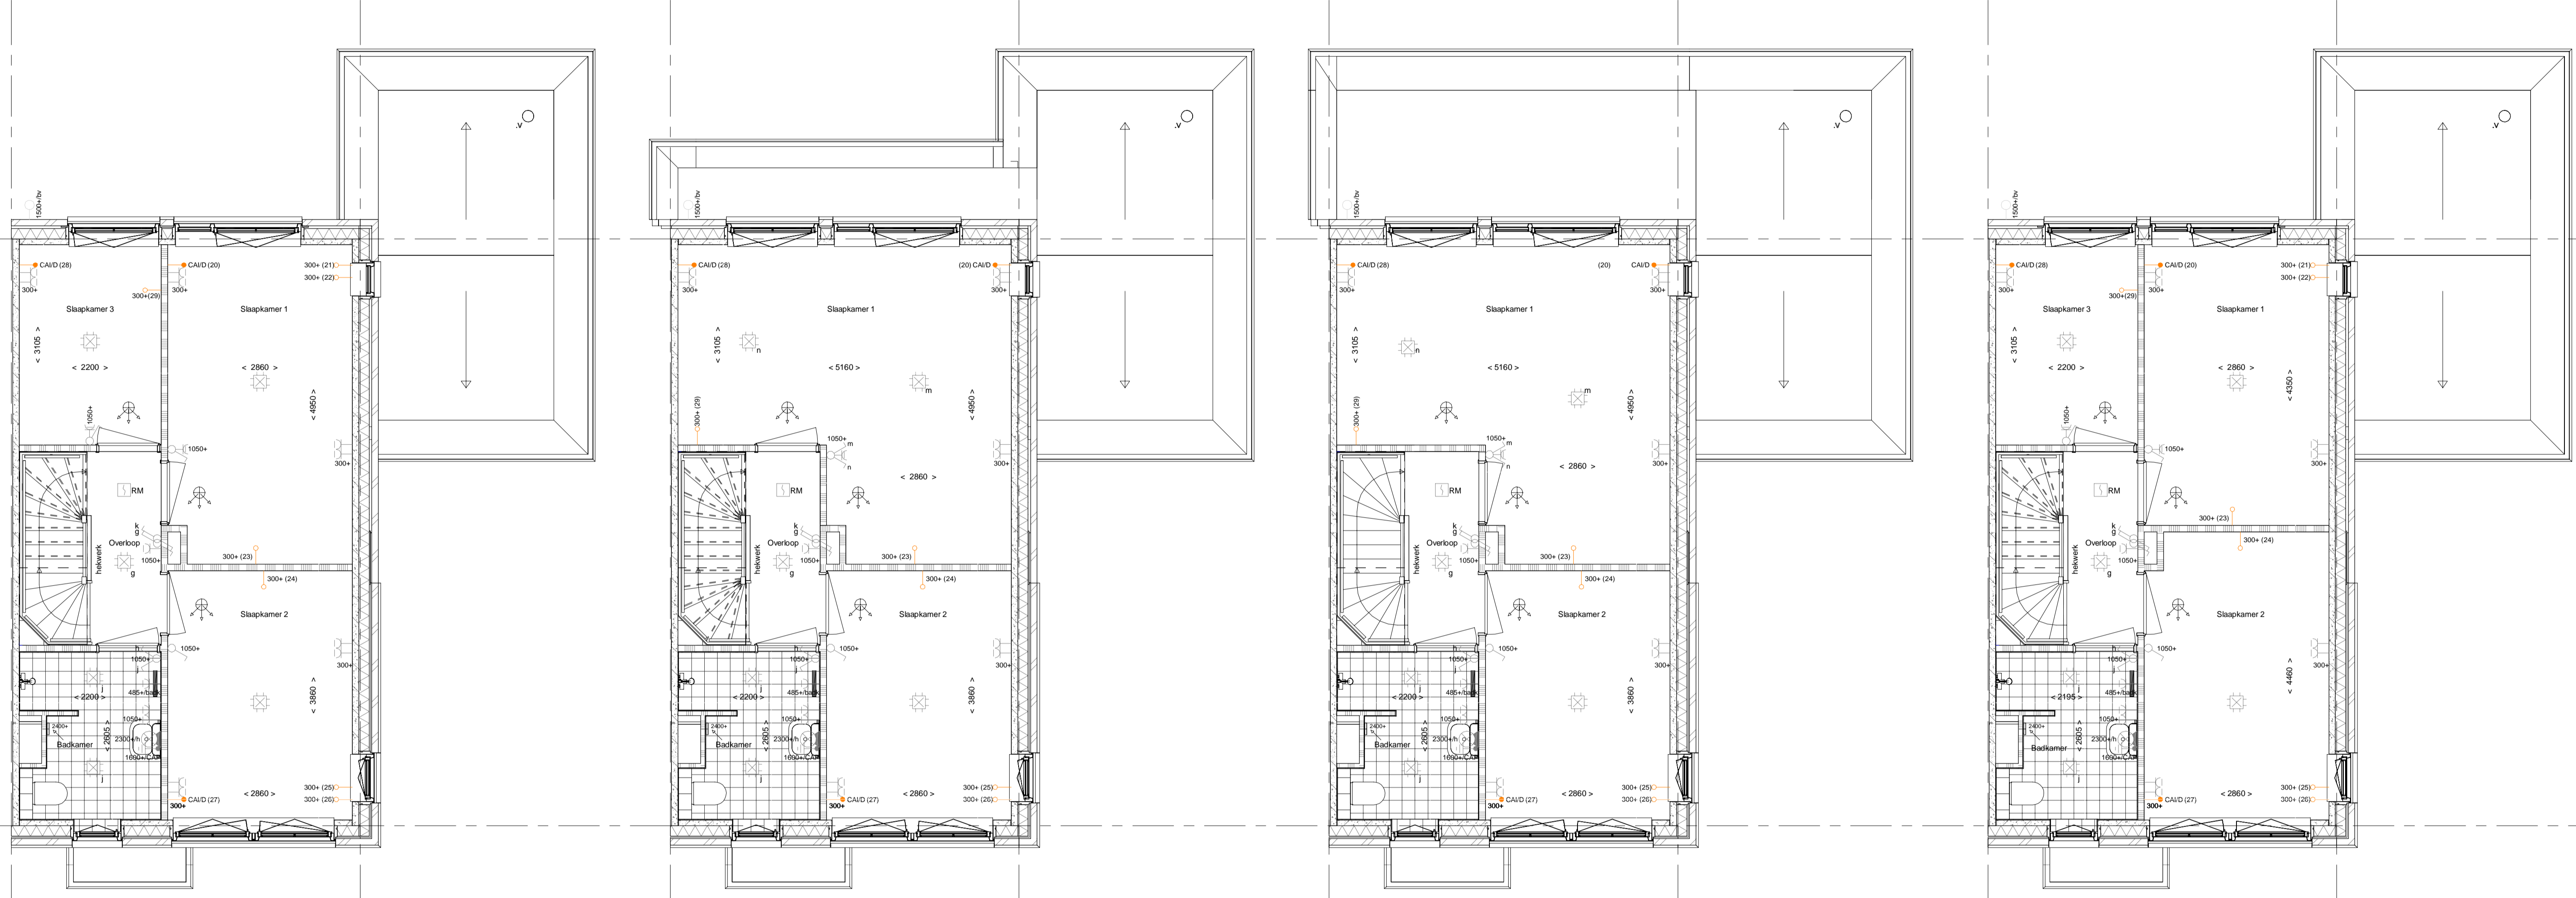 .V
1500+/bv
CAI/D (28)
300+
300+(29)
CAI/D (20)
300+
300+ (21)
300+ (22)
Slaapkamer 3
Slaapkamer 1
< 3105 >
< 2200 >
< 2860 >
< 4950 >
1050+
1050+
300+
RM
k
g
Overloop
1050+
g
hekwerk
300+ (23)
300+ (24)
Slaapkamer 2
h
1050+
j
1050+
300+
< 2200 >
485+/bad
j
1050+
2400+
2300+/h
Badkamer
< 2605 >
1600+/CAI
j
< 3860 >
300+ (25)
300+ (26)
CAI/D (27)
300+
< 2860 >
.V
1500+/bv
CAI/D (28)
300+
(20) CAI/D
300+
Slaapkamer 1
< 3105 >
n
< 5160 >
m
< 4950 >
300+ (29)
1050+
m
n
300+
< 2860 >
RM
k
g
Overloop
1050+
g
hekwerk
300+ (23)
300+ (24)
Slaapkamer 2
h
1050+
j
1050+
300+
< 2200 >
485+/bad
j
1050+
2400+
2300+/h
Badkamer
< 2605 >
1600+/CAI
j
< 3860 >
300+ (25)
300+ (26)
CAI/D (27)
300+
< 2860 >
.V
1500+/bv
CAI/D (28)
300+
(20) CAI/D
300+
Slaapkamer 1
< 3105 >
n
< 5160 >
m
< 4950 >
300+ (29)
1050+
m
n
300+
< 2860 >
RM
k
g
Overloop
1050+
g
hekwerk
300+ (23)
300+ (24)
Slaapkamer 2
h
1050+
j
1050+
300+
< 2200 >
485+/bad
j
1050+
2400+
2300+/h
Badkamer
< 2605 >
1600+/CAI
j
< 3860 >
300+ (25)
300+ (26)
CAI/D (27)
300+
< 2860 >
.V
1500+/bv
CAI/D (28)
300+
300+(29)
CAI/D (20)
300+
300+ (21)
300+ (22)
Slaapkamer 3
Slaapkamer 1
< 3105 >
< 2200 >
< 2860 >
< 4350 >
1050+
1050+
300+
RM
300+ (23)
k
g
Overloop
1050+
g
hekwerk
300+ (24)
Slaapkamer 2
h
1050+
j
1050+
300+
< 2195 >
485+/bad
j
1050+
2400+
2300+/h
Badkamer
< 2605 >
1600+/CAI
j
< 4460 >
300+ (25)
300+ (26)
CAI/D (27)
300+
< 2860 >